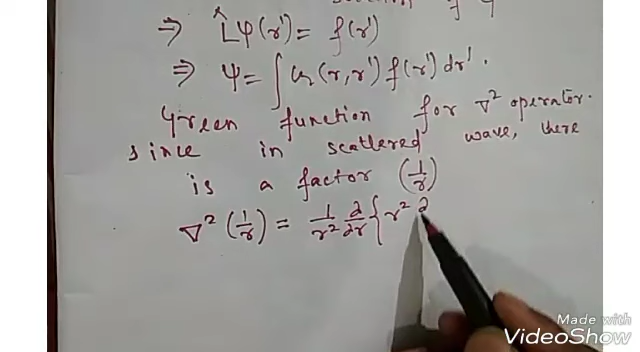 ⇒ L̂ψ(r') = f(r')
⇒ ψ = ∫ G(r, r') f(r') dr'.
Green function for ∇² operator.
since in scattered wave, there
is a factor (1/r)
∇² (1/r) = 1/r² ∂/∂r { r² ∂
Made with
VideoShow